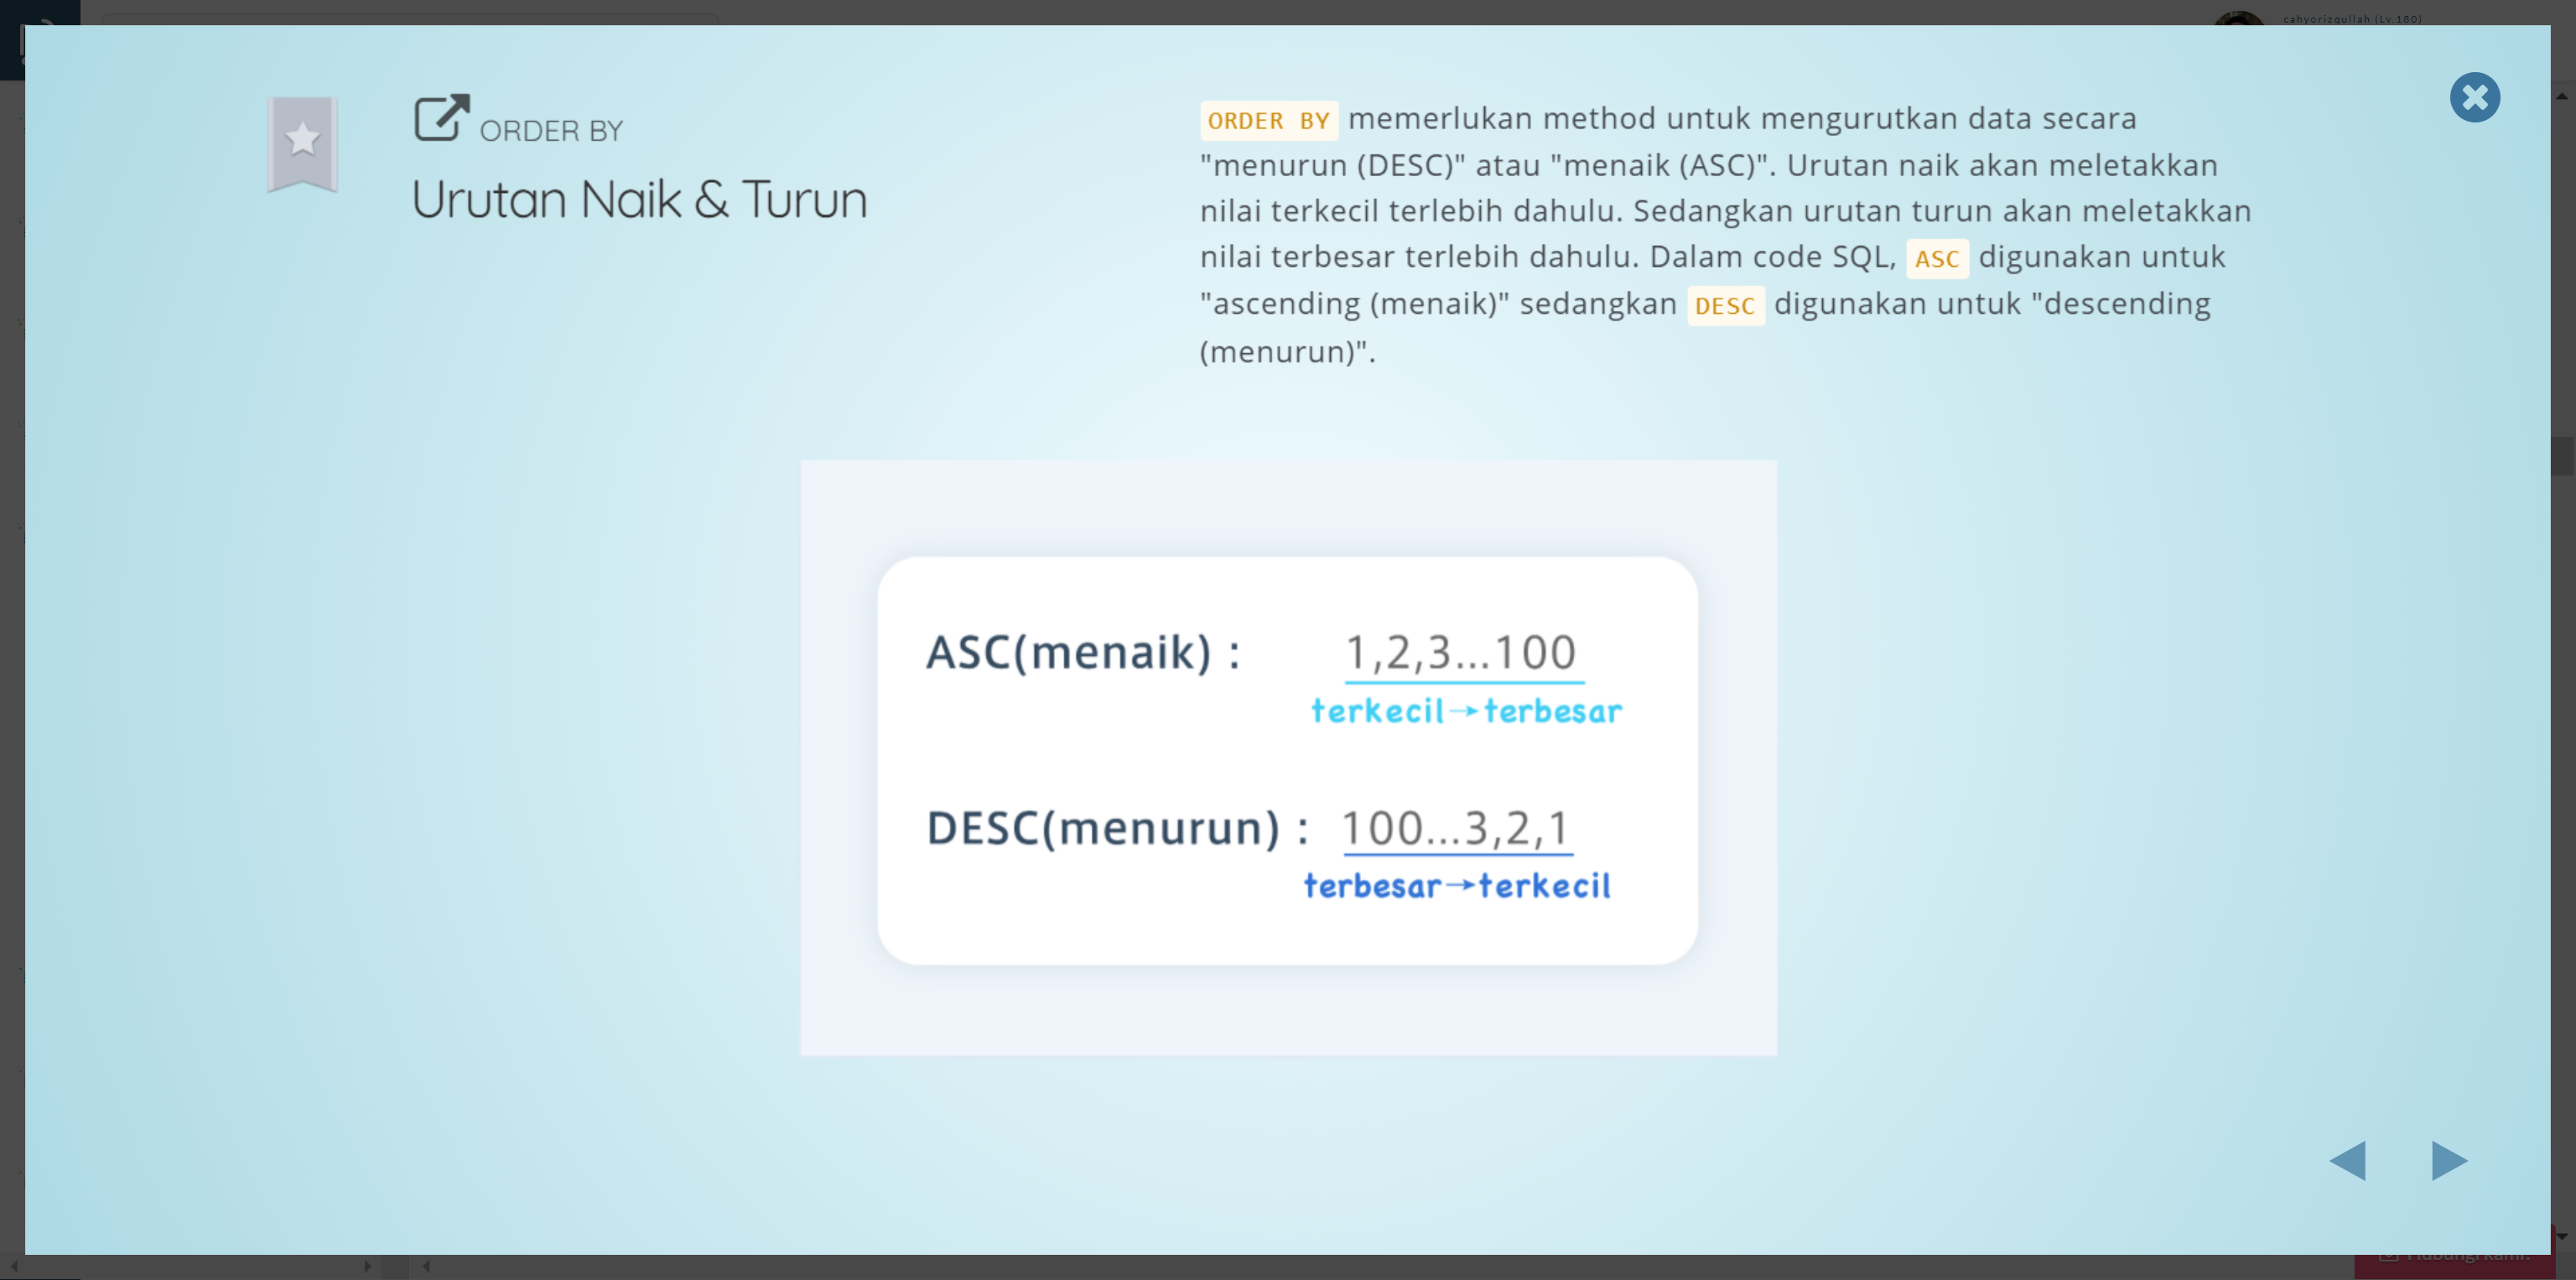 cahyorizqullah (Lv.180)
ORDER BY
Urutan Naik & Turun
ORDER BY memerlukan method untuk mengurutkan data secara
"menurun (DESC)" atau "menaik (ASC)". Urutan naik akan meletakkan
nilai terkecil terlebih dahulu. Sedangkan urutan turun akan meletakkan
nilai terbesar terlebih dahulu. Dalam code SQL, ASC digunakan untuk
"ascending (menaik)" sedangkan DESC digunakan untuk "descending
(menurun)".
ASC(menaik) : 1,2,3...100
terkecil→terbesar
DESC(menurun) : 100...3,2,1
terbesar→terkecil
Hubungi kami.